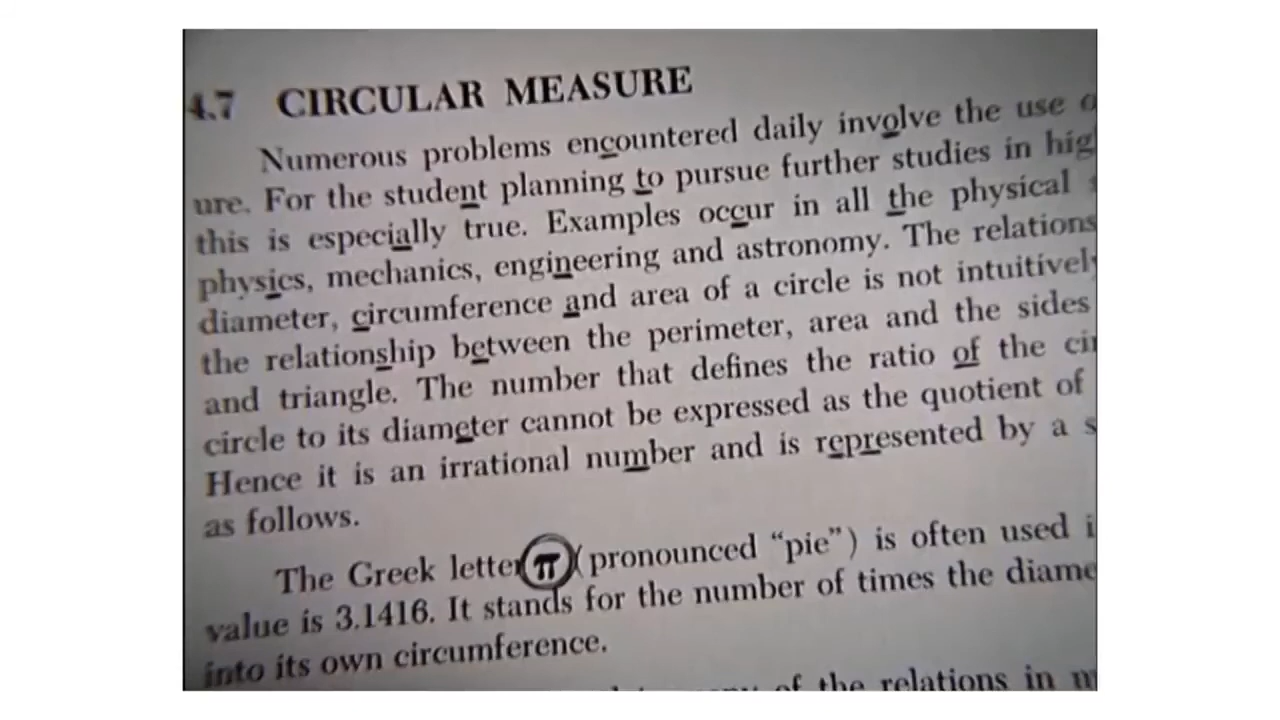 4.7 CIRCULAR MEASURE
Numerous problems encountered daily involve the use
ure. For the student planning to pursue further studies in
this is especially true. Examples occur in all the physical
physics, mechanics, engineering and astronomy. The relations
diameter, circumference and area of a circle is not intuitively
the relationship between the perimeter, area and the sides
and triangle. The number that defines the ratio of the
circle to its diameter cannot be expressed as the quotient of
Hence it is an irrational number and is represented by a
as follows.
The Greek letter π (pronounced “pie”) is often used
value is 3.1416. It stands for the number of times the
into its own circumference.
of the relations in